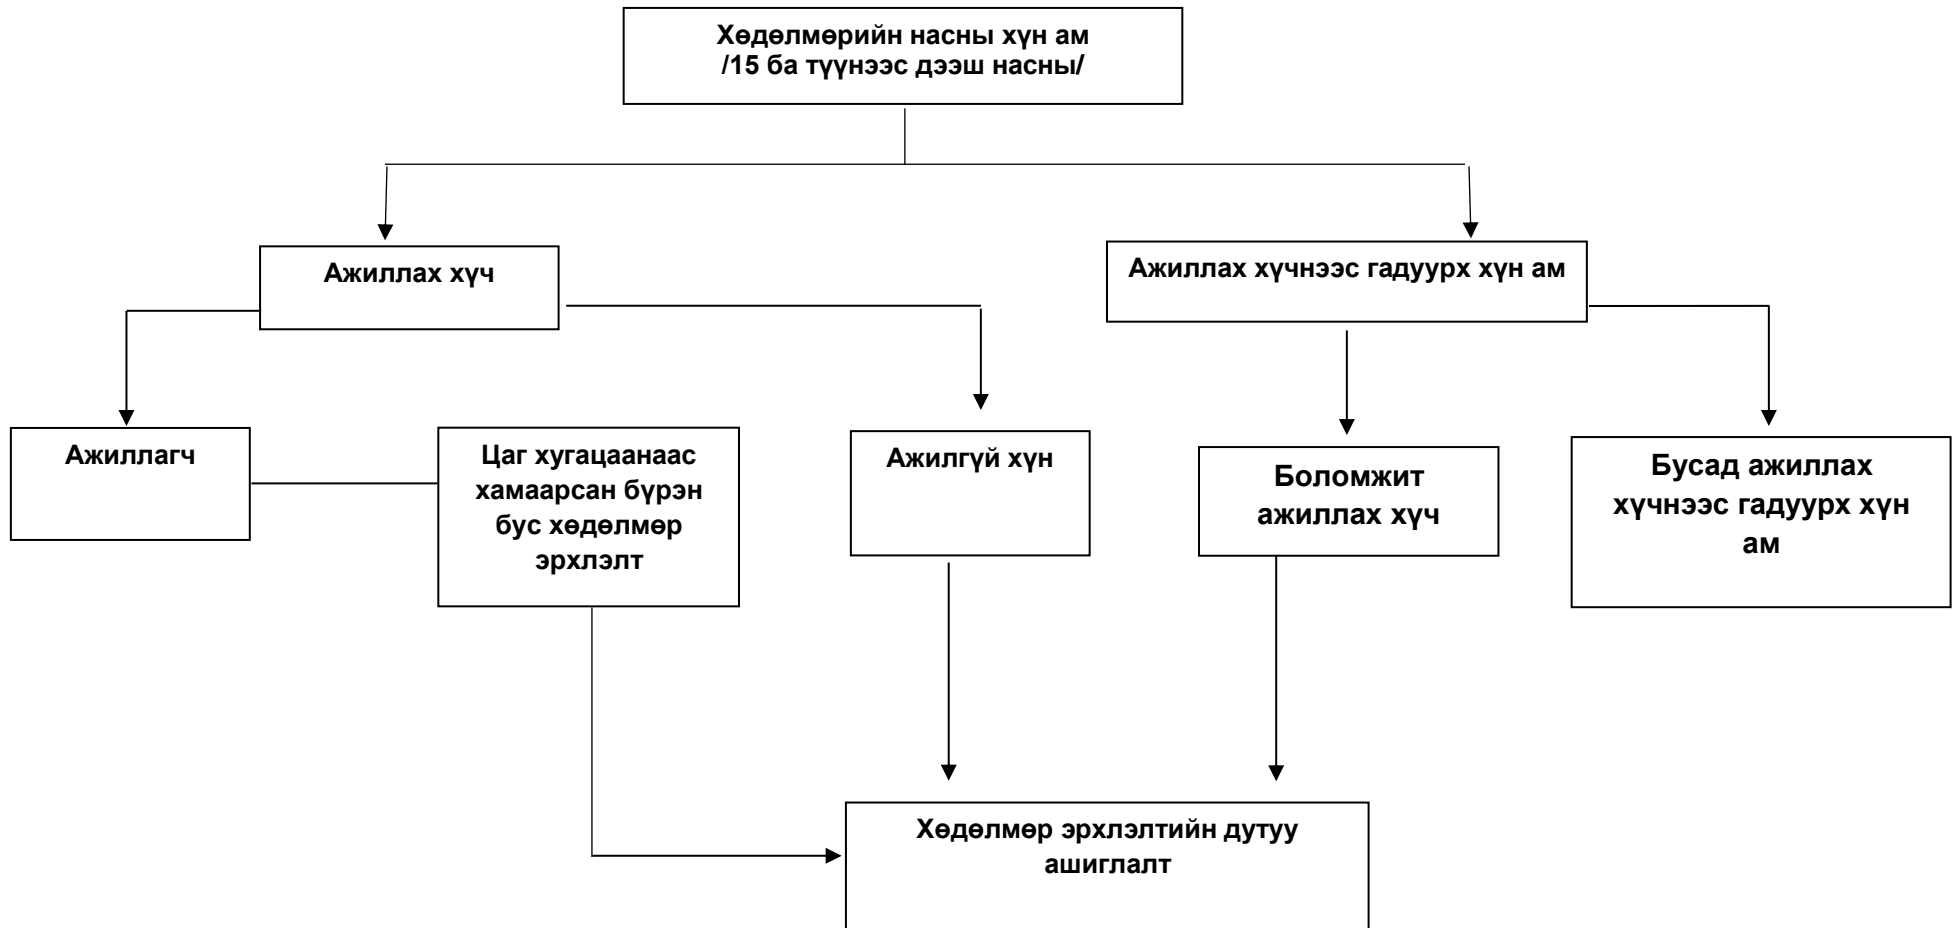 Хөдөлмөрийн насны хүн ам
/15 ба түүнээс дээш насны/
Ажиллах хүч
Ажиллах хүчнээс гадуурх хүн ам
Ажиллагч
Цаг хугацаанаас
хамаарсан бүрэн
бус хөдөлмөр
эрхлэлт
Ажилгүй хүн
Боломжит
ажиллах хүч
Бусад ажиллах
хүчнээс гадуурх хүн
ам
Хөдөлмөр эрхлэлтийн дутуу
ашиглалт